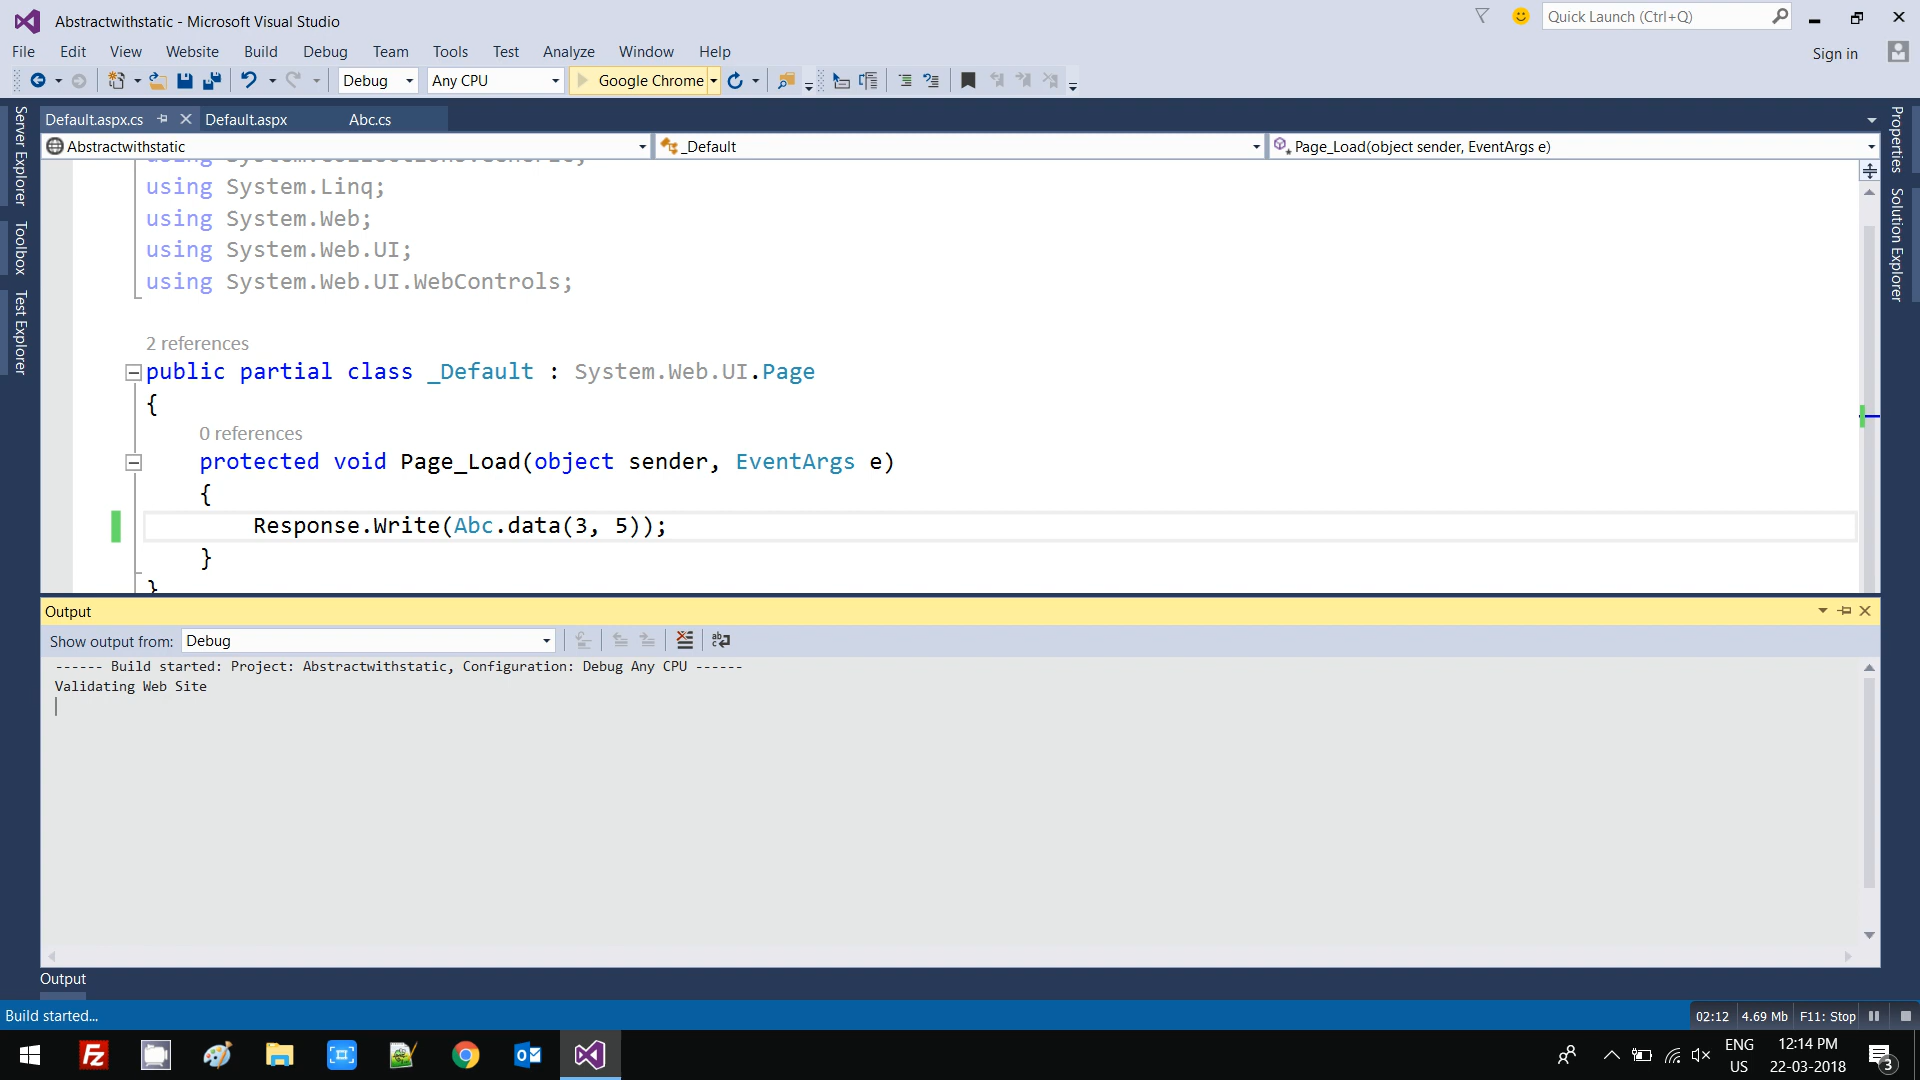 Abstractwithstatic - Microsoft Visual Studio
Quick Launch (Ctrl+Q)
File Edit View Website Build Debug Team Tools Test Analyze Window Help
Sign in
Debug Any CPU Google Chrome
Default.aspx.cs Default.aspx Abc.cs
Abstractwithstatic _Default Page_Load(object sender, EventArgs e)
Server Explorer
Toolbox
Test Explorer
Properties
Solution Explorer
using System.Collections.Generic;
using System.Linq;
using System.Web;
using System.Web.UI;
using System.Web.UI.WebControls;
2 references
public partial class _Default : System.Web.UI.Page
{
0 references
protected void Page_Load(object sender, EventArgs e)
{
Response.Write(Abc.data(3, 5));
}
}
Output
Show output from: Debug
------ Build started: Project: Abstractwithstatic, Configuration: Debug Any CPU ------
Validating Web Site
Output
Build started...
02:12 4.69 Mb F11: Stop
ENG
US
12:14 PM
22-03-2018
3